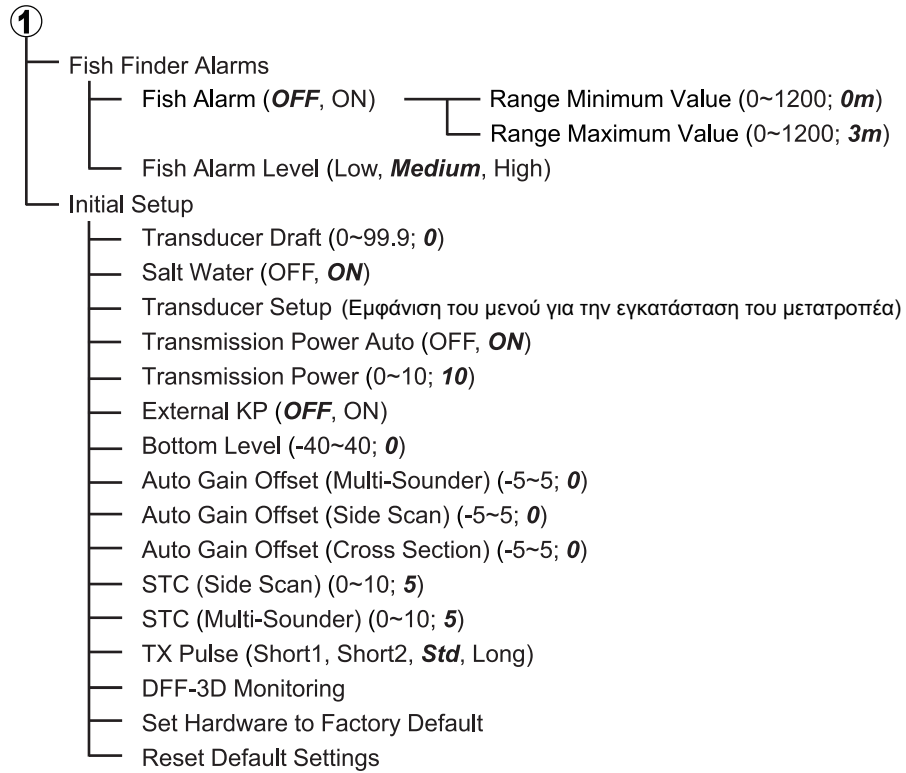 1
Fish Finder Alarms
Fish Alarm (OFF, ON)
Range Minimum Value (0~1200; 0m)
Range Maximum Value (0~1200; 3m)
Fish Alarm Level (Low, Medium, High)
Initial Setup
Transducer Draft (0~99.9; 0)
Salt Water (OFF, ON)
Transducer Setup (Εμφάνιση του μενού για την εγκατάσταση του μετατροπέα)
Transmission Power Auto (OFF, ON)
Transmission Power (0~10; 10)
External KP (OFF, ON)
Bottom Level (-40~40; 0)
Auto Gain Offset (Multi-Sounder) (-5~5; 0)
Auto Gain Offset (Side Scan) (-5~5; 0)
Auto Gain Offset (Cross Section) (-5~5; 0)
STC (Side Scan) (0~10; 5)
STC (Multi-Sounder) (0~10; 5)
TX Pulse (Short1, Short2, Std, Long)
DFF-3D Monitoring
Set Hardware to Factory Default
Reset Default Settings